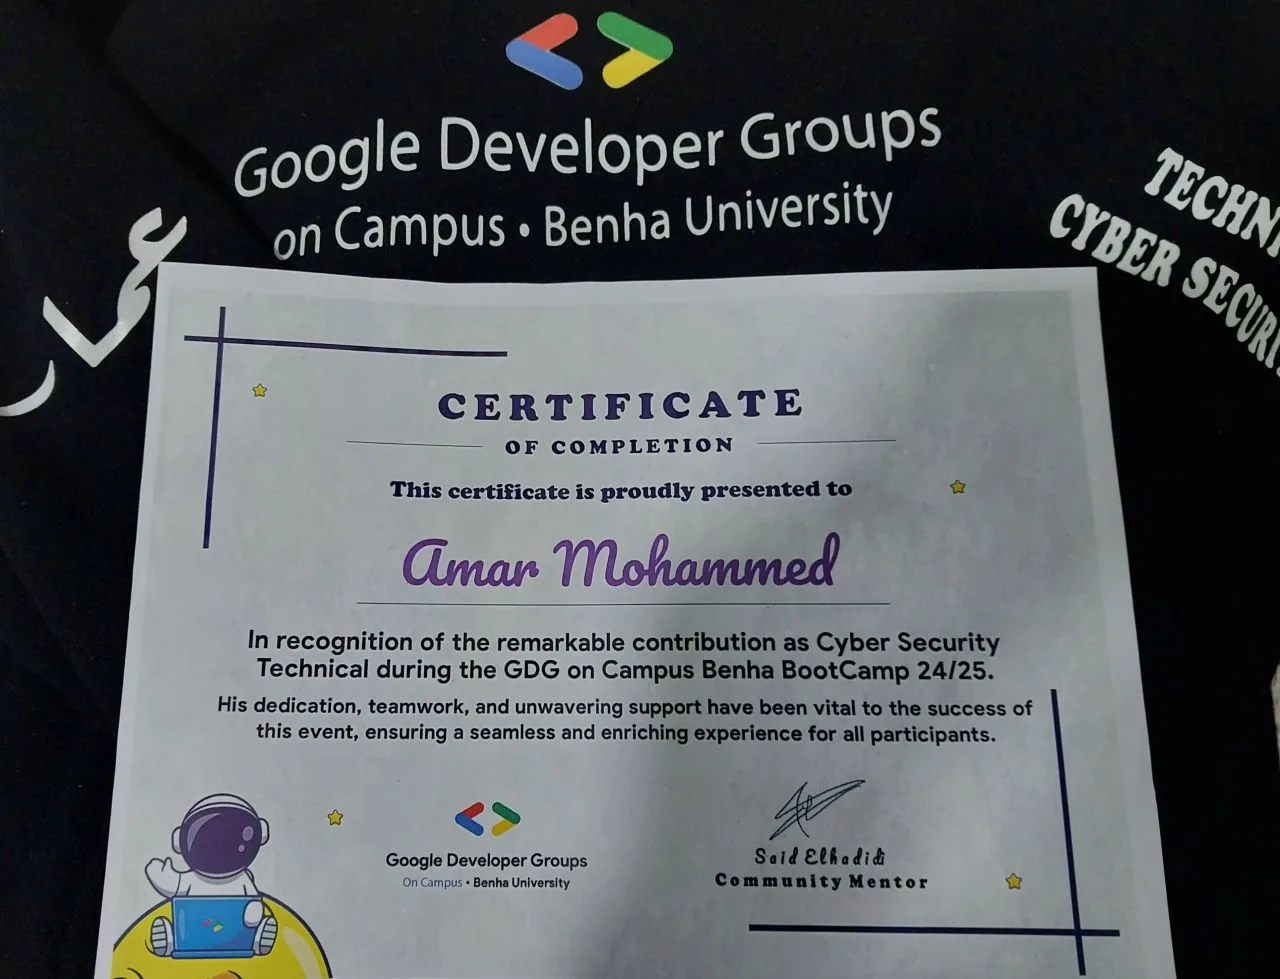 Google Developer Groups
on Campus • Benha University
CYBER
CERTIFICATE
OF COMPLETION
This certificate is proudly presented to
Amar Mohammed
In recognition of the remarkable contribution as Cyber Security
Technical during the GDG on Campus Benha BootCamp 24/25.
His dedication, teamwork, and unwavering support have been vital to the success of
this event, ensuring a seamless and enriching experience for all participants.
Google Developer Groups
On Campus • Benha University
Said Elhadidi
Community Mentor